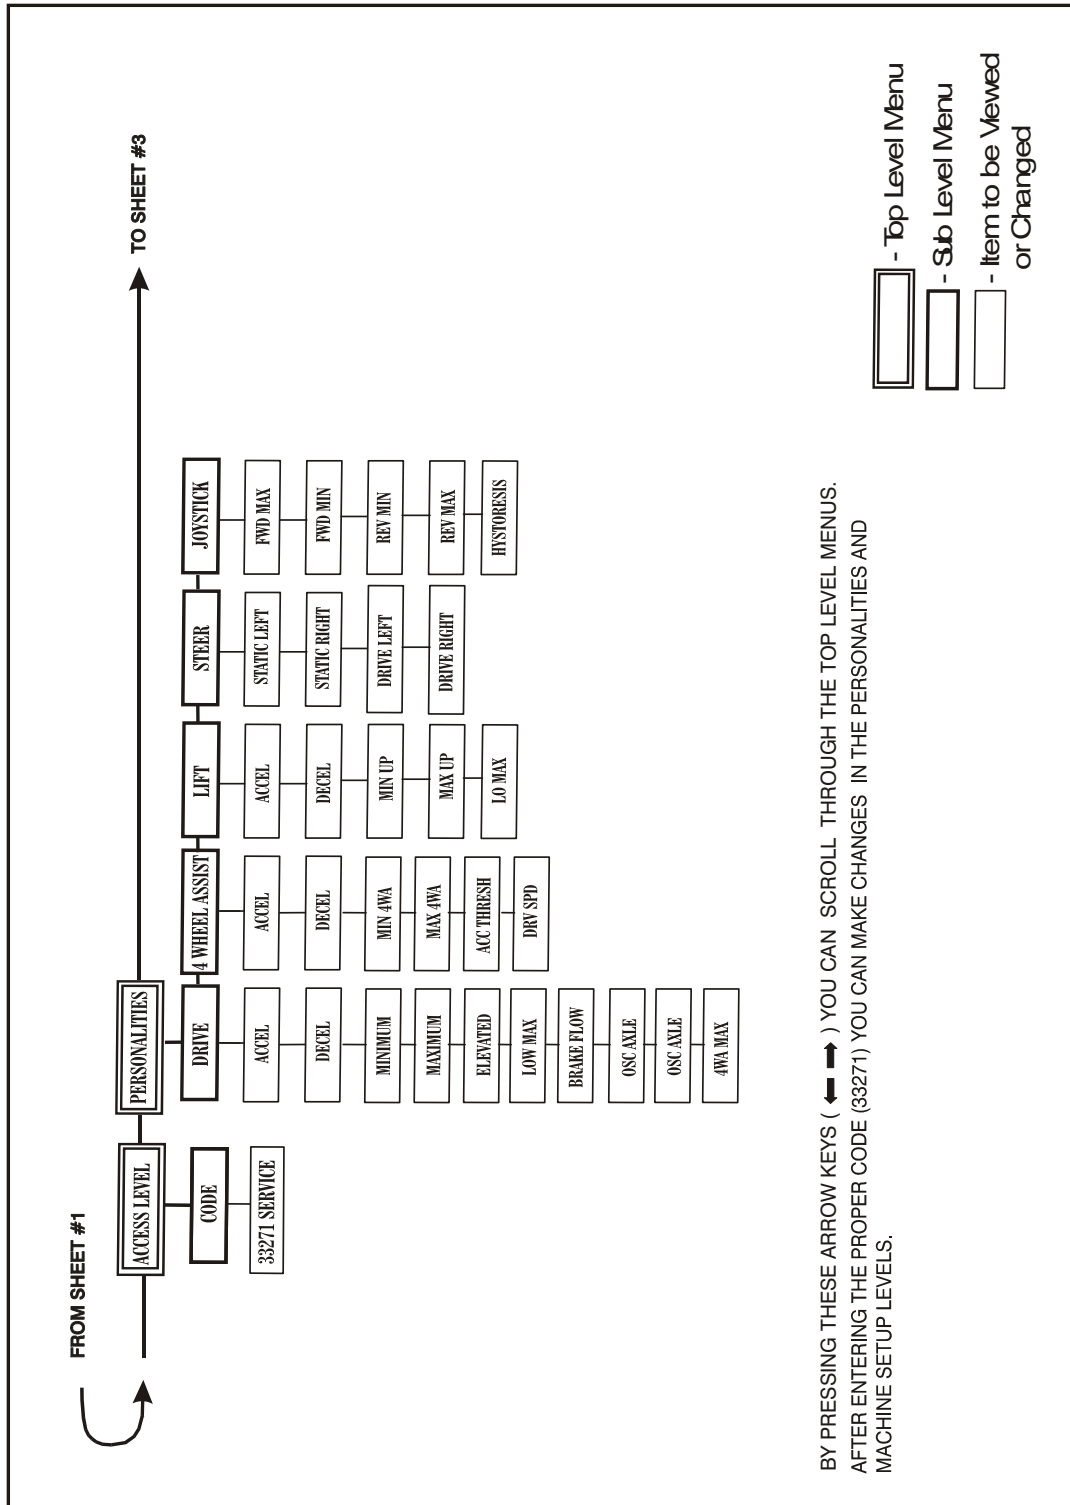 FROM SHEET #1
TO SHEET #3
ACCESS LEVEL
CODE
33271 SERVICE
PERSONALITIES
DRIVE
ACCEL
DECEL
MINIMUM
MAXIMUM
ELEVATED
LOW MAX
BRAKE FLOW
OSC AXLE
OSC AXLE
4WA MAX
4 WHEEL ASSIST
ACCEL
DECEL
MIN 4WA
MAX 4WA
ACC THRESH
DRV SPD
LIFT
ACCEL
DECEL
MIN UP
MAX UP
LO MAX
STEER
STATIC LEFT
STATIC RIGHT
DRIVE LEFT
DRIVE RIGHT
JOYSTICK
FWD MAX
FWD MIN
REV MIN
REV MAX
HYSTORESIS
BY PRESSING THESE ARROW KEYS ( ⬅ ➡ ) YOU CAN SCROLL THROUGH THE TOP LEVEL MENUS.
AFTER ENTERING THE PROPER CODE (33271) YOU CAN MAKE CHANGES IN THE PERSONALITIES AND
MACHINE SETUP LEVELS.
- Top Level Menu
- Sub Level Menu
- Item to be Viewed
or Changed